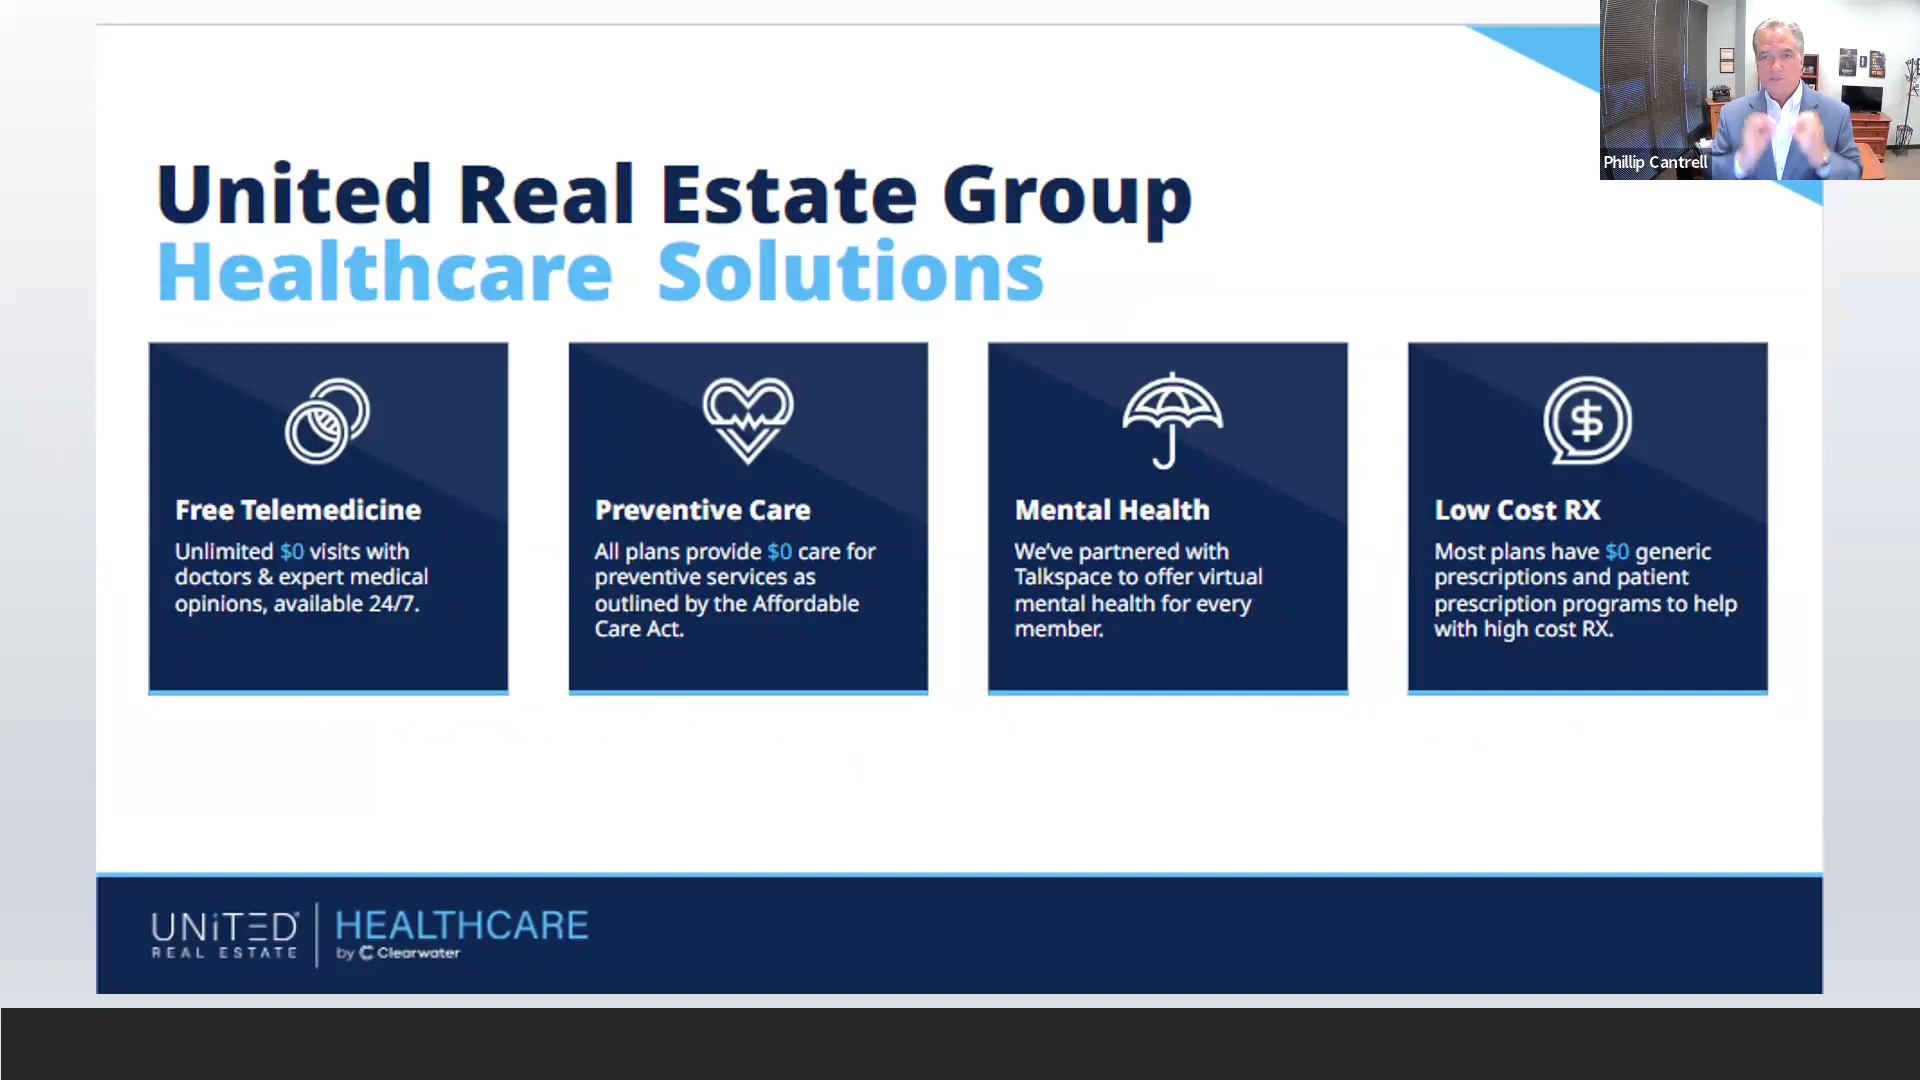 Phillip Cantrell
United Real Estate Group
Healthcare Solutions
Free Telemedicine
Unlimited $0 visits with
doctors & expert medical
opinions, available 24/7.
Preventive Care
All plans provide $0 care for
preventive services as
outlined by the Affordable
Care Act.
Mental Health
We've partnered with
Talkspace to offer virtual
mental health for every
member.
Low Cost RX
Most plans have $0 generic
prescriptions and patient
prescription programs to help
with high cost RX.
UNiTED
REAL ESTATE
HEALTHCARE
by Clearwater